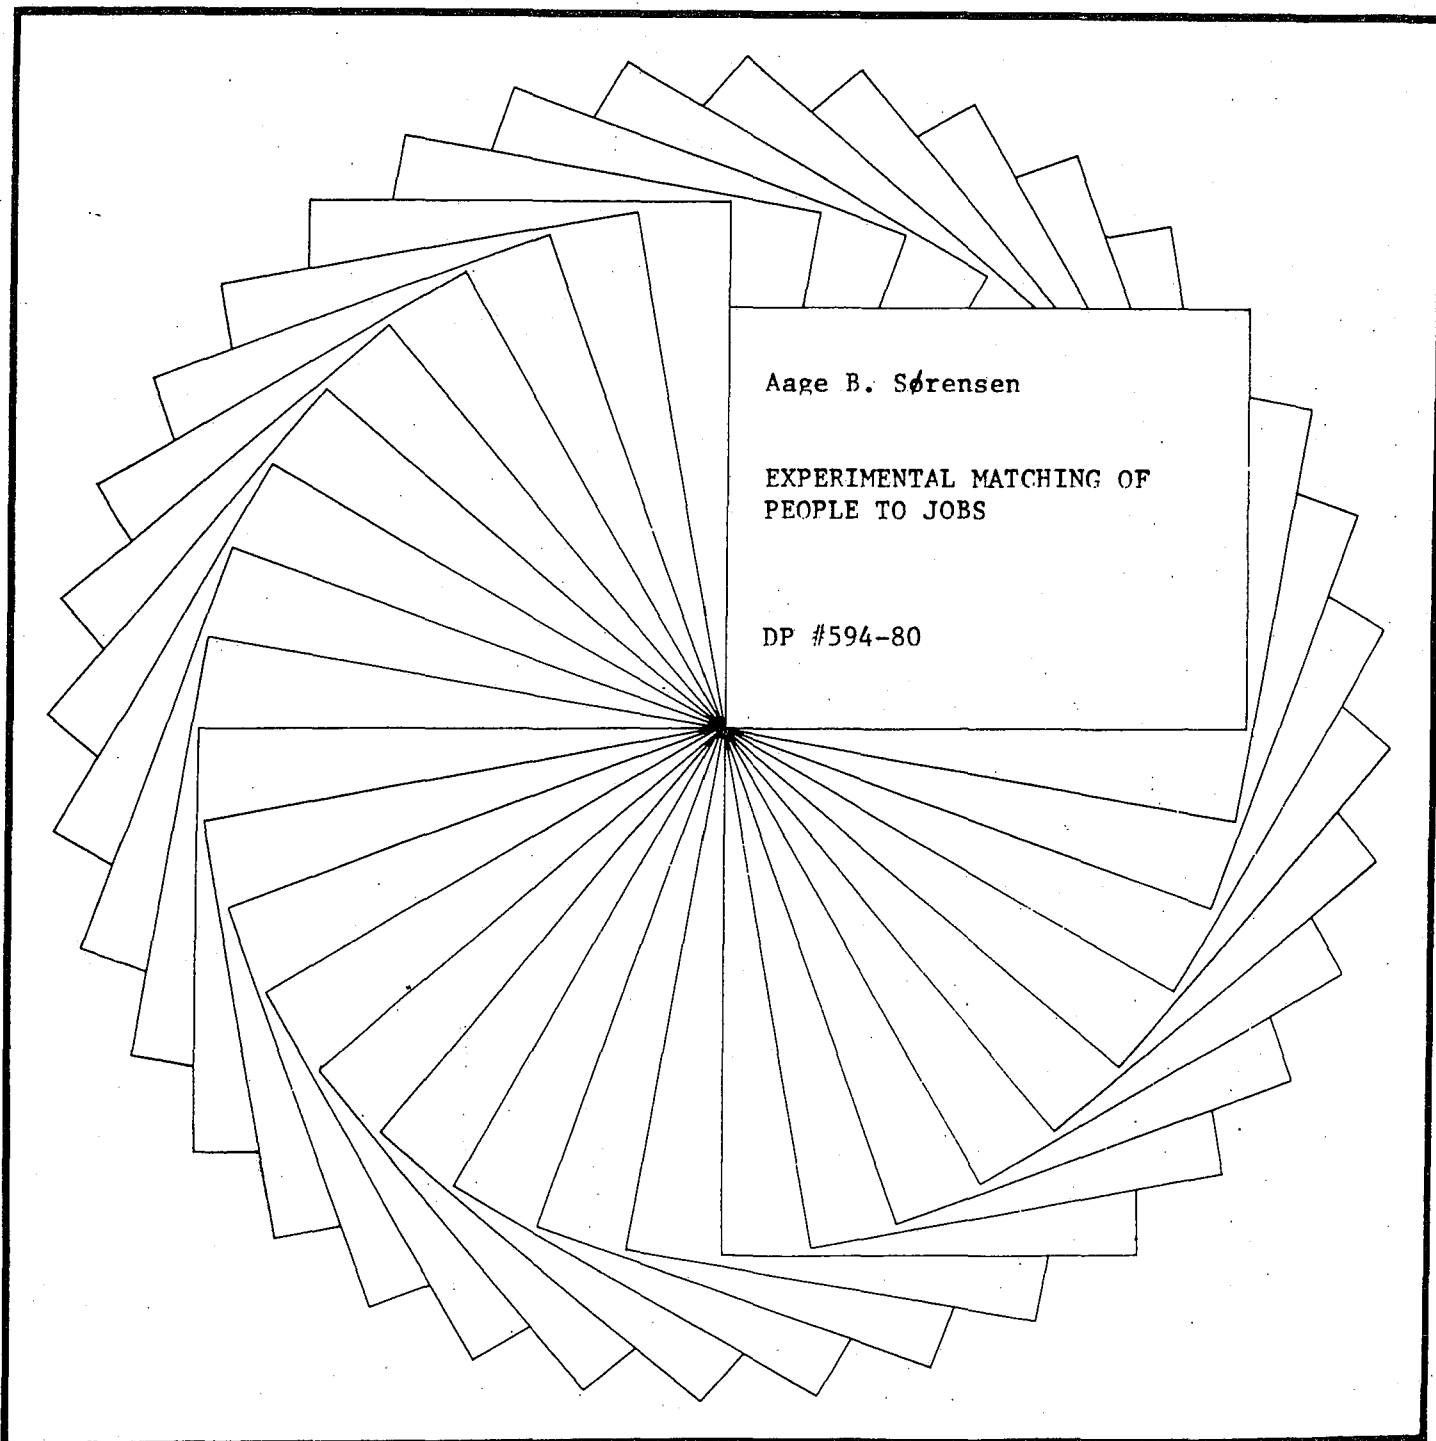 Aage B. Sørensen
EXPERIMENTAL MATCHING OF
PEOPLE TO JOBS
DP #594-80